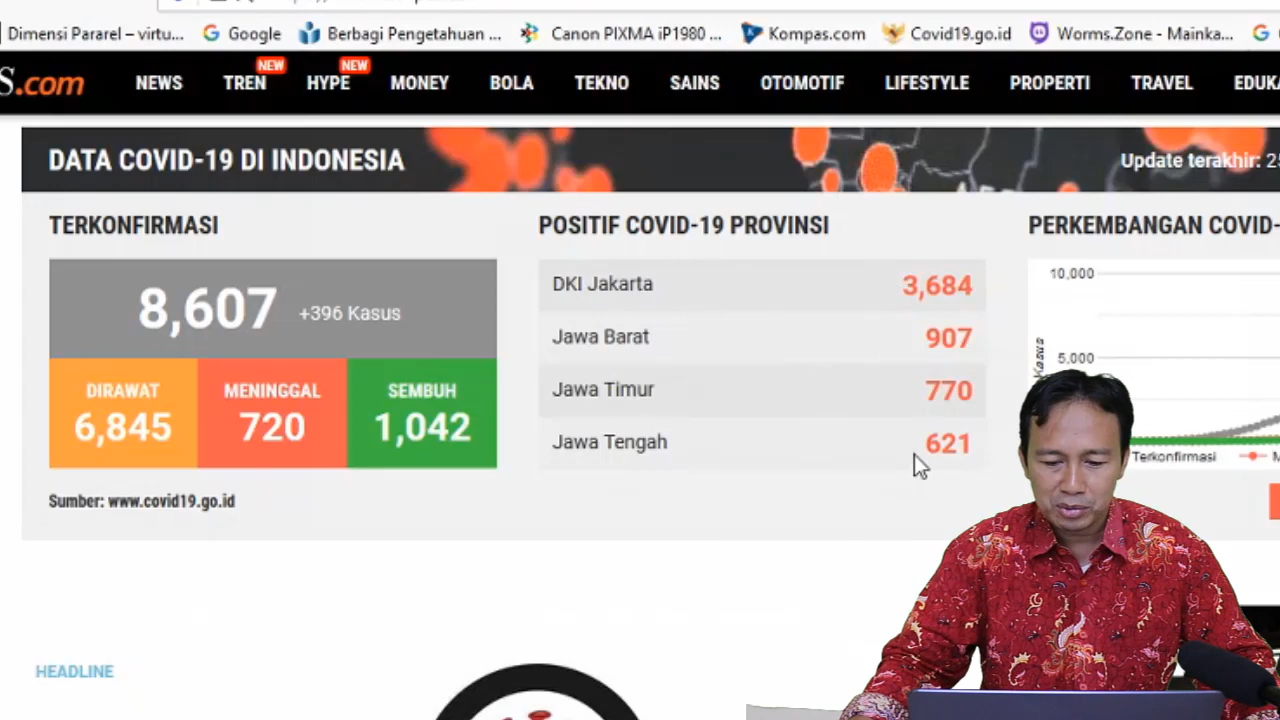 Dimensi Pararel – virtu... Google Berbagi Pengetahuan ... Canon PIXMA iP1980 ... Kompas.com Covid19.go.id Worms.Zone - Mainka...
S.com NEWS TREN NEW HYPE NEW MONEY BOLA TEKNO SAINS OTOMOTIF LIFESTYLE PROPERTI TRAVEL EDUKA
DATA COVID-19 DI INDONESIA
Update terakhir: 25
TERKONFIRMASI
8,607 +396 Kasus
DIRAWAT MENINGGAL SEMBUH
6,845 720 1,042
Sumber: www.covid19.go.id
POSITIF COVID-19 PROVINSI
DKI Jakarta 3,684
Jawa Barat 907
Jawa Timur 770
Jawa Tengah 621
PERKEMBANGAN COVID-
10,000
5,000
Kasus
Terkonfirmasi M
HEADLINE